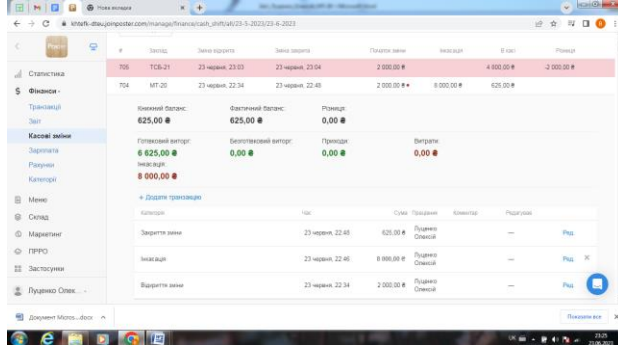 Нова вкладка
khtefk-dteu.joinposter.com/manage/finance/cash_shift/all/23-5-2023/23-6-2023
# Заклад Зміна відкрита Зміна закрита Початок зміни Інкасація В касі Різниця
705 ТСБ-21 23 червня, 23:03 23 червня, 23:04 2 000,00 ₴ 4 800,00 ₴ -2 000,00 ₴
704 МТ-20 23 червня, 22:34 23 червня, 22:48 2 000,00 ₴ 8 000,00 ₴ 625,00 ₴
Статистика
Фінанси
Транзакції
Звіт
Касові зміни
Зарплата
Рахунки
Категорії
Меню
Склад
Маркетинг
ПРРО
Застосунки
Луценко Олек...
Книжний баланс: Фактичний баланс: Різниця:
625,00 ₴ 625,00 ₴ 0,00 ₴
Готівковий виторг: Безготівковий виторг: Приходи: Витрати:
6 625,00 ₴ 0,00 ₴ 0,00 ₴ 0,00 ₴
Інкасація:
8 000,00 ₴
+ Додати транзакцію
Категорія Час Сума Працівник Коментар Редагував
Закриття зміни 23 червня, 22:48 625,00 ₴ Луценко Олексій — Ред.
Інкасація 23 червня, 22:46 8 000,00 ₴ Луценко Олексій — Ред.
Відкриття зміни 23 червня, 22:34 2 000,00 ₴ Луценко Олексій — Ред.
Документ Micros....docx
Показати все
23:25
23.06.2023